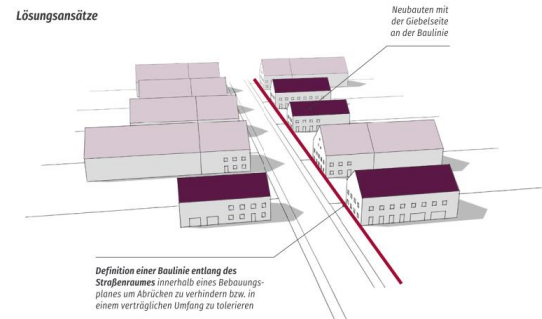 Lösungsansätze
Neubauten mit
der Giebelseite
an der Baulinie
Definition einer Baulinie entlang des
Straßenraumes innerhalb eines Bebauungs-
planes um Abrücken zu verhindern bzw. in
einem verträglichen Umfang zu tolerieren